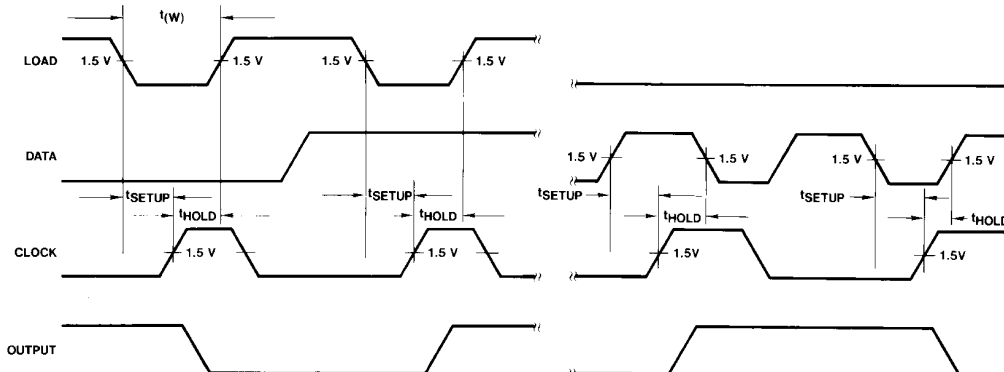 t(W)
LOAD
1.5 V
1.5 V
1.5 V
1.5 V
DATA
1.5 V
1.5 V
1.5 V
1.5 V
tSETUP
tHOLD
tSETUP
tHOLD
tSETUP
tHOLD
tSETUP
tHOLD
CLOCK
1.5 V
1.5 V
1.5V
1.5V
OUTPUT